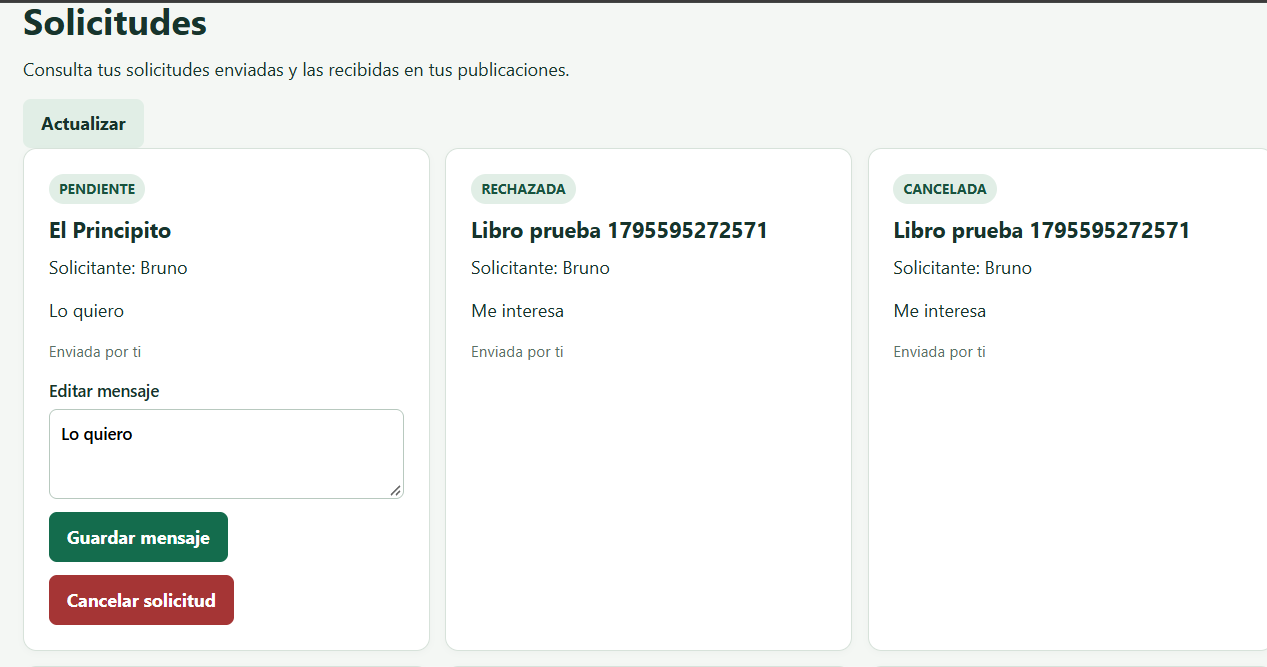 Solicitudes
Consulta tus solicitudes enviadas y las recibidas en tus publicaciones.
Actualizar
PENDIENTE
El Principito
Solicitante: Bruno
Lo quiero
Enviada por ti
Editar mensaje
Lo quiero
Guardar mensaje
Cancelar solicitud
RECHAZADA
Libro prueba 1795595272571
Solicitante: Bruno
Me interesa
Enviada por ti
CANCELADA
Libro prueba 1795595272571
Solicitante: Bruno
Me interesa
Enviada por ti